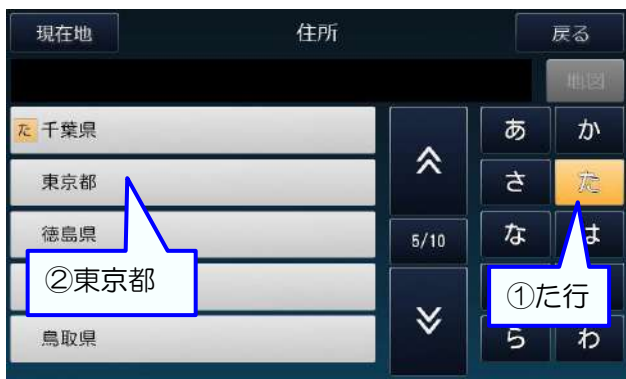 現在地 住所 戻る
地図
た 千葉県
東京都
徳島県
鳥取県
5/10
あ か
さ た
な は
ら わ
②東京都
①た行